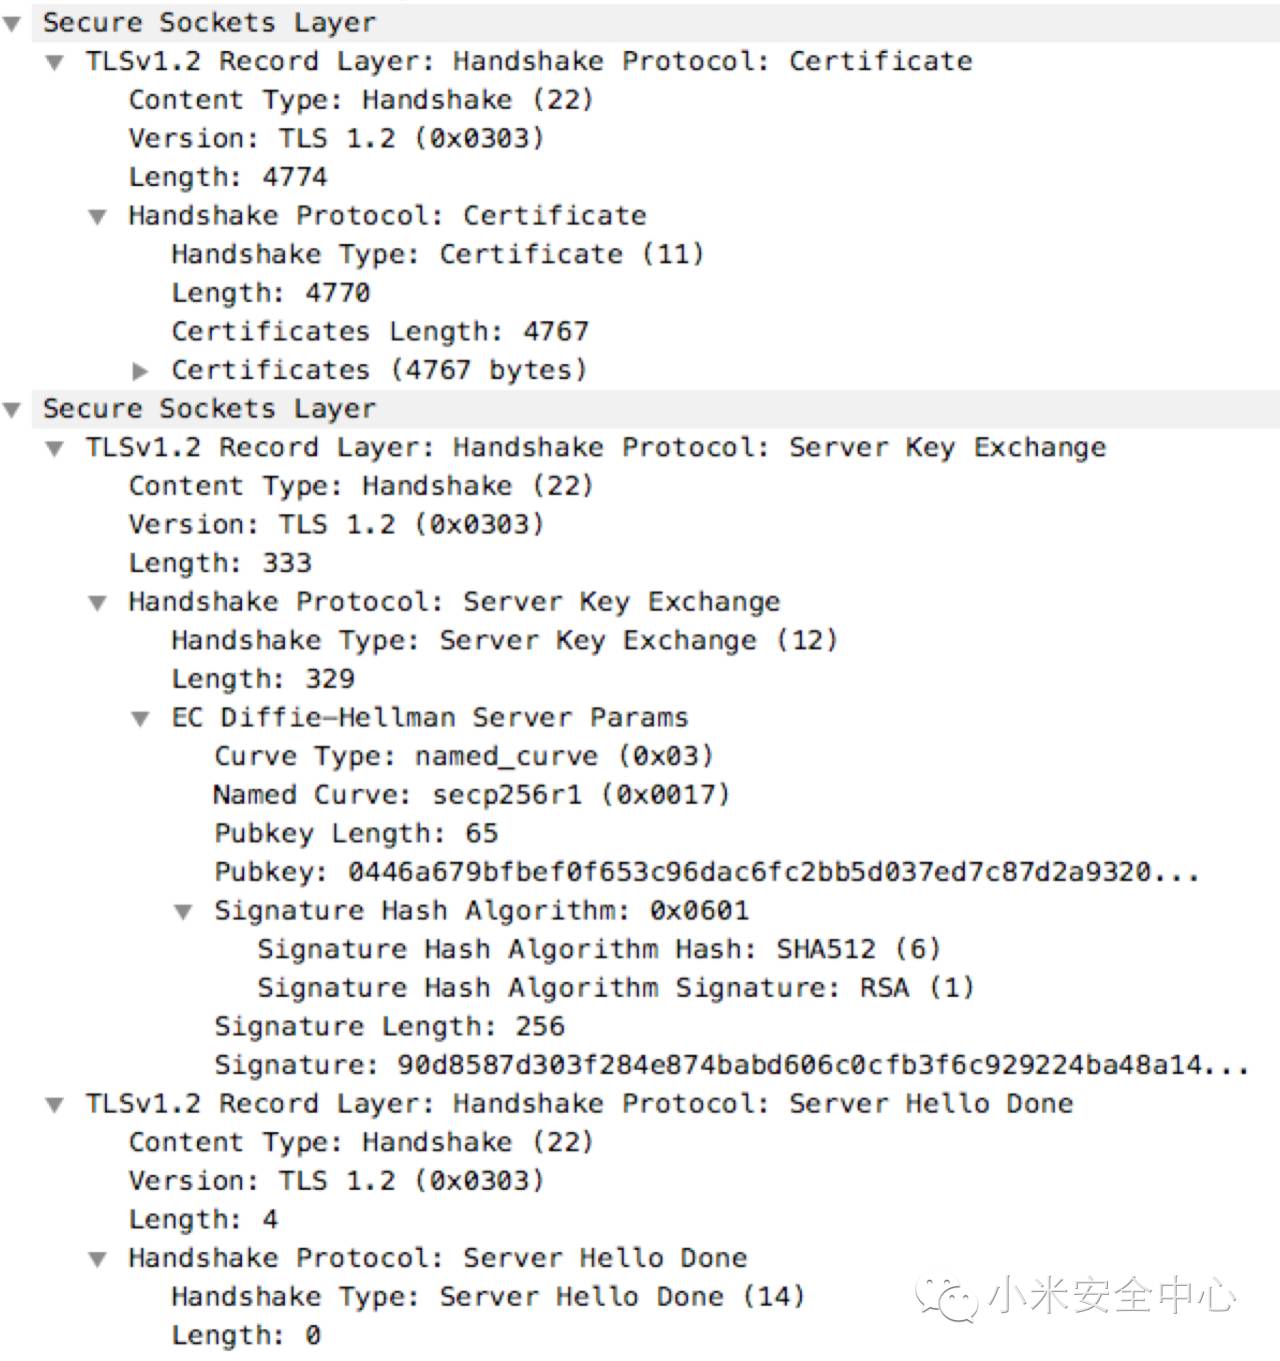 Secure Sockets Layer
TLSv1.2 Record Layer: Handshake Protocol: Certificate
Content Type: Handshake (22)
Version: TLS 1.2 (0x0303)
Length: 4774
Handshake Protocol: Certificate
Handshake Type: Certificate (11)
Length: 4770
Certificates Length: 4767
Certificates (4767 bytes)
Secure Sockets Layer
TLSv1.2 Record Layer: Handshake Protocol: Server Key Exchange
Content Type: Handshake (22)
Version: TLS 1.2 (0x0303)
Length: 333
Handshake Protocol: Server Key Exchange
Handshake Type: Server Key Exchange (12)
Length: 329
EC Diffie-Hellman Server Params
Curve Type: named_curve (0x03)
Named Curve: secp256r1 (0x0017)
Pubkey Length: 65
Pubkey: 0446a679bfbef0f653c96dac6fc2bb5d037ed7c87d2a9320...
Signature Hash Algorithm: 0x0601
Signature Hash Algorithm Hash: SHA512 (6)
Signature Hash Algorithm Signature: RSA (1)
Signature Length: 256
Signature: 90d8587d303f284e874babd606c0cfb3f6c929224ba48a14...
TLSv1.2 Record Layer: Handshake Protocol: Server Hello Done
Content Type: Handshake (22)
Version: TLS 1.2 (0x0303)
Length: 4
Handshake Protocol: Server Hello Done
Handshake Type: Server Hello Done (14)
Length: 0
小米安全中心